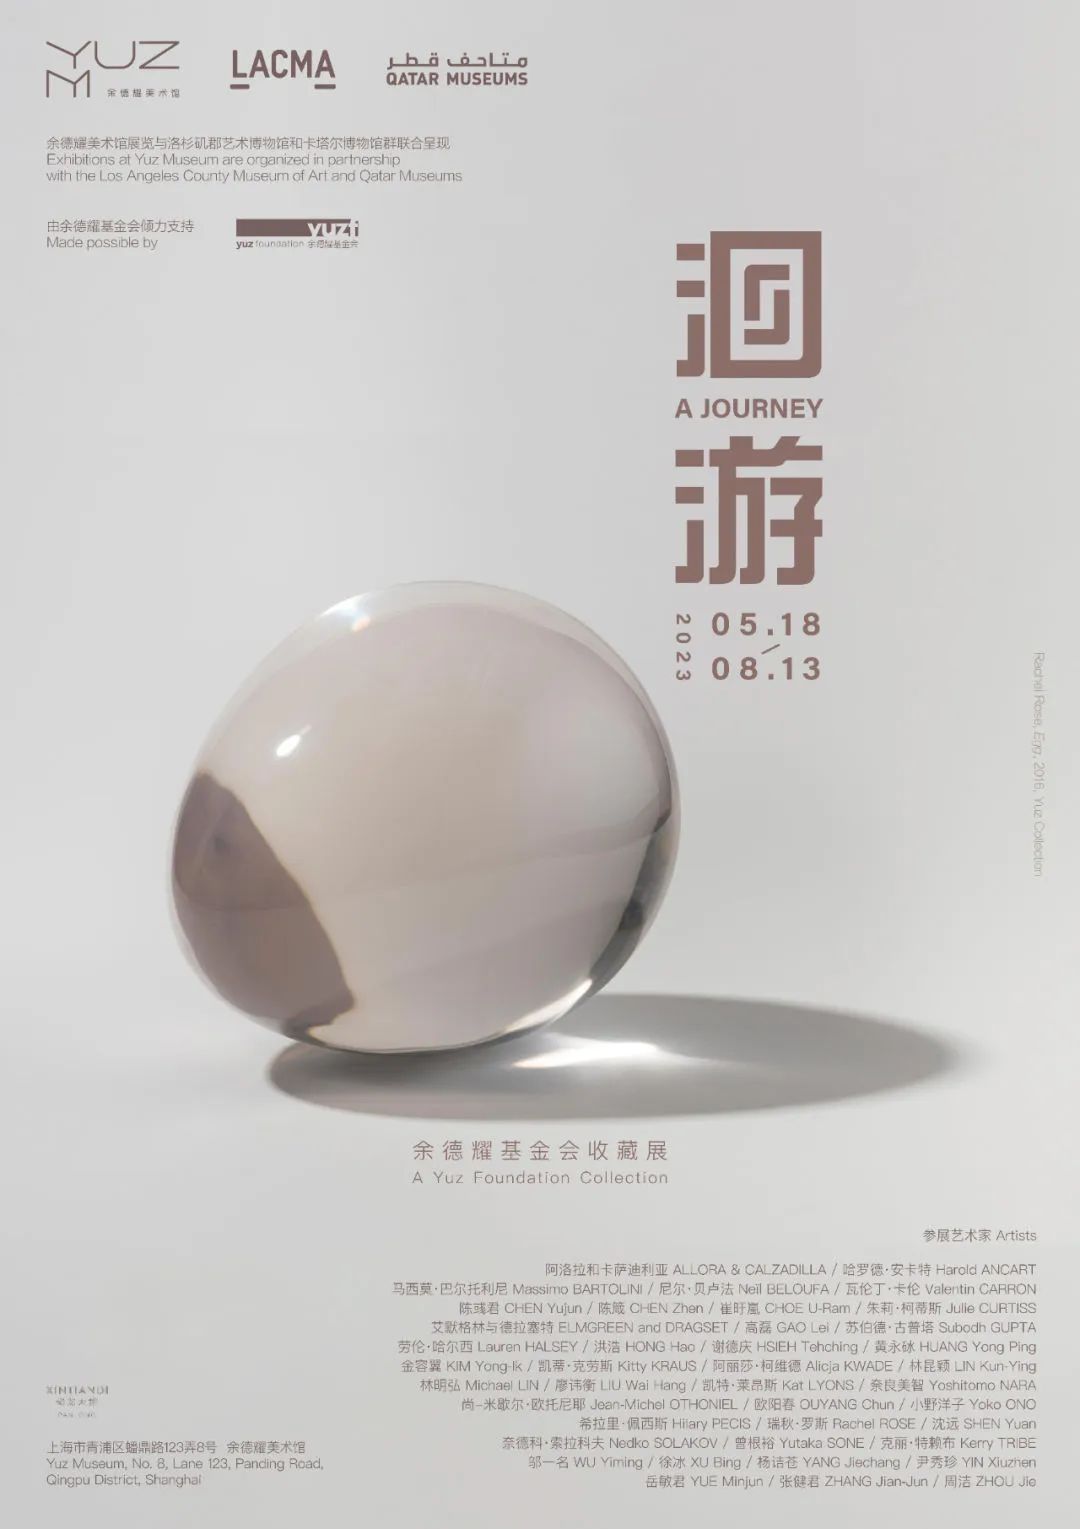 YUZ M 余德耀美术馆
LACMA
متاحف قطر
QATAR MUSEUMS
余德耀美术馆展览与洛杉矶郡艺术博物馆和卡塔尔博物馆群联合呈现
Exhibitions at Yuz Museum are organized in partnership
with the Los Angeles County Museum of Art and Qatar Museums
由余德耀基金会倾力支持
Made possible by
yuzf
yuz foundation 余德耀基金会
洄
A JOURNEY
游
2023
05.18
/
08.13
Rachel Rose, Egg, 2016, Yuz Collection
余德耀基金会收藏展
A Yuz Foundation Collection
参展艺术家 Artists
阿洛拉和卡萨迪利亚 ALLORA & CALZADILLA / 哈罗德·安卡特 Harold ANCART
马西莫·巴尔托利尼 Massimo BARTOLINI / 尼尔·贝卢法 Neïl BELOUFA / 瓦伦丁·卡伦 Valentin CARRON
陈彧君 CHEN Yujun / 陈箴 CHEN Zhen / 崔旴嵐 CHOE U-Ram / 朱莉·柯蒂斯 Julie CURTISS
艾默格林与德拉塞特 ELMGREEN and DRAGSET / 高磊 GAO Lei / 苏伯德·古普塔 Subodh GUPTA
劳伦·哈尔西 Lauren HALSEY / 洪浩 HONG Hao / 谢德庆 HSIEH Tehching / 黄永砯 HUANG Yong Ping
金容翼 KIM Yong-Ik / 凯蒂·克劳斯 Kitty KRAUS / 阿丽莎·柯维德 Alicja KWADE / 林昆颖 LIN Kun-Ying
林明弘 Michael LIN / 廖讳衡 LIU Wai Hang / 凯特·莱昂斯 Kat LYONS / 奈良美智 Yoshitomo NARA
尚-米歇尔·欧托尼耶 Jean-Michel OTHONIEL / 欧阳春 OUYANG Chun / 小野洋子 Yoko ONO
希拉里·佩西斯 Hilary PECIS / 瑞秋·罗斯 Rachel ROSE / 沈远 SHEN Yuan
奈德科·索拉科夫 Nedko SOLAKOV / 曾根裕 Yutaka SONE / 克丽·特赖布 Kerry TRIBE
邬一名 WU Yiming / 徐冰 XU Bing / 杨诘苍 YANG Jiechang / 尹秀珍 YIN Xiuzhen
岳敏君 YUE Minjun / 张健君 ZHANG Jian-Jun / 周洁 ZHOU Jie
XINTIANDI
蟠龙天地
PAN LONG
上海市青浦区蟠鼎路123弄8号 余德耀美术馆
Yuz Museum, No. 8, Lane 123, Panding Road,
Qingpu District, Shanghai